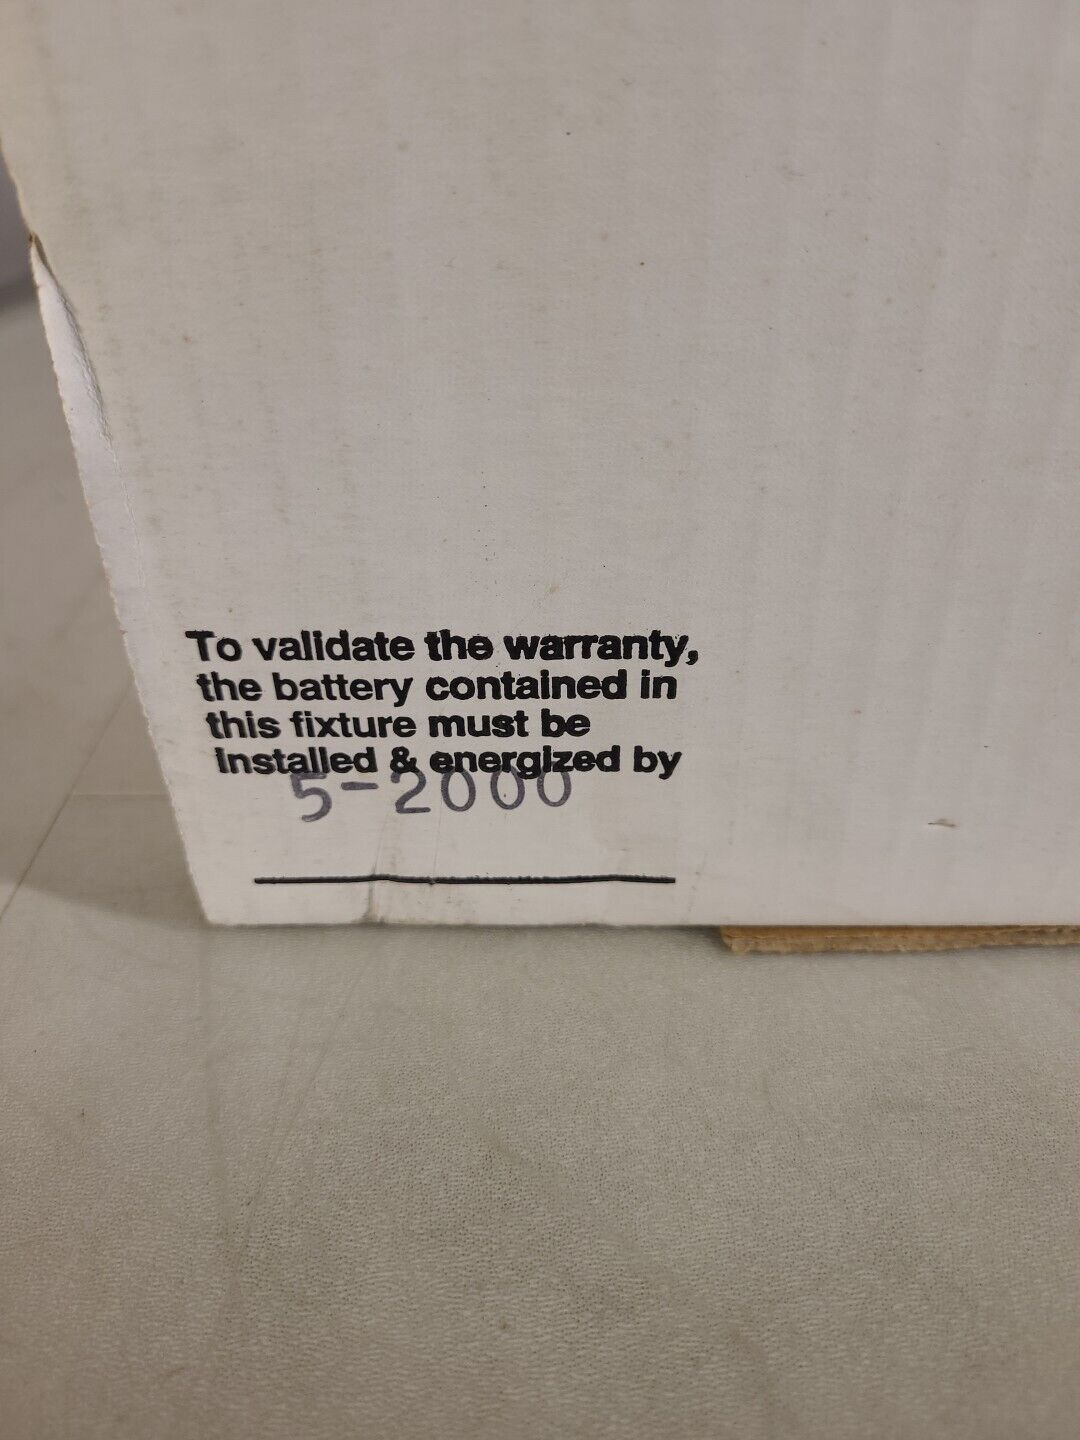 To validate the warranty,
the battery contained in
this fixture must be
installed & energized by
5-2000